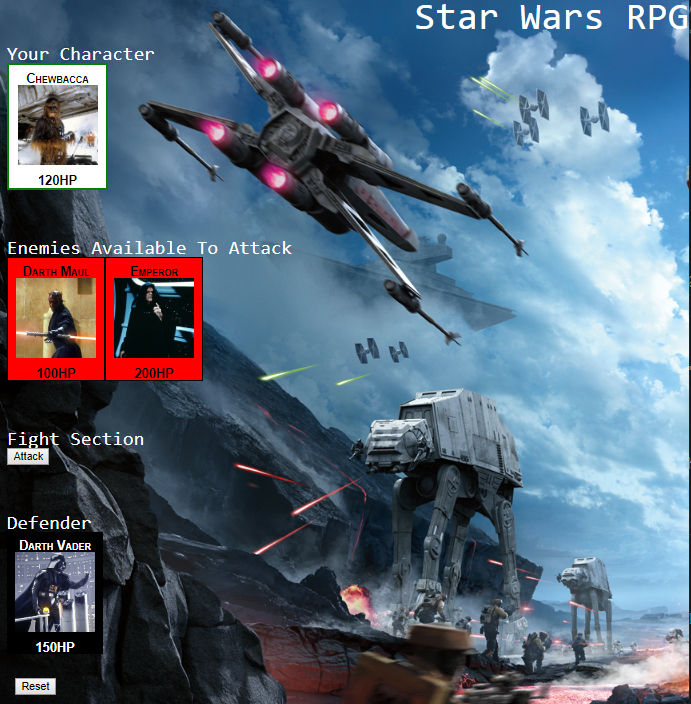 Star Wars RPG
Your Character
Chewbacca
120HP
Enemies Available To Attack
Darth Maul Emperor
100HP 200HP
Fight Section
Attack
Defender
Darth Vader
150HP
Reset